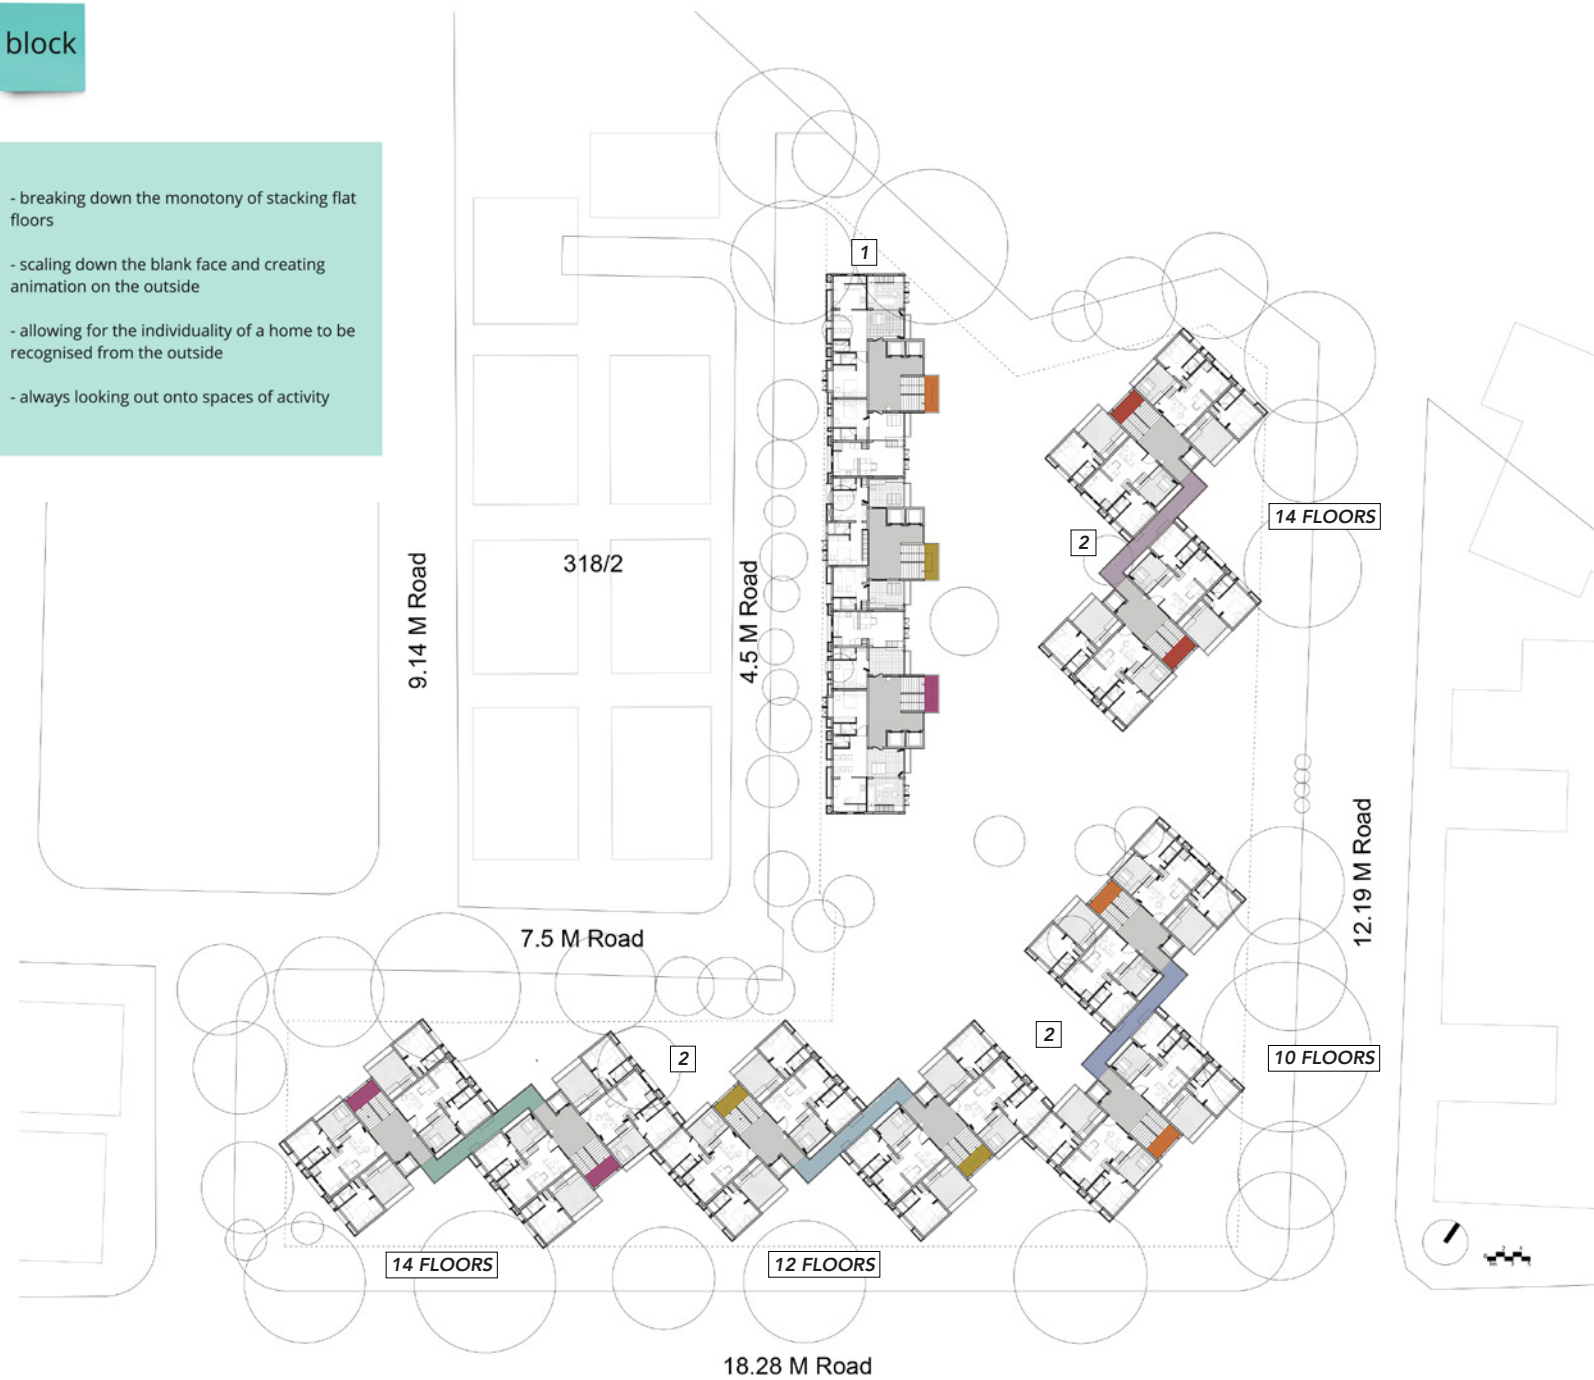 block
- breaking down the monotony of stacking flat
floors
- scaling down the blank face and creating
animation on the outside
- allowing for the individuality of a home to be
recognised from the outside
- always looking out onto spaces of activity
1
14 FLOORS
2
318/2
9.14 M Road
4.5 M Road
12.19 M Road
7.5 M Road
2
2
10 FLOORS
14 FLOORS
12 FLOORS
18.28 M Road